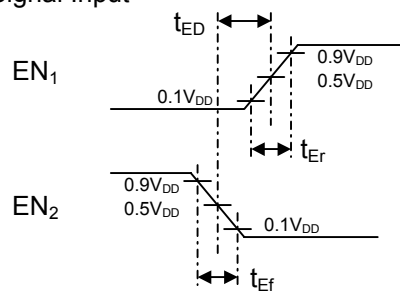 Signal Input
tED
EN1
0.9VDD
0.5VDD
0.1VDD
tEr
EN2
0.9VDD
0.5VDD
0.1VDD
tEf